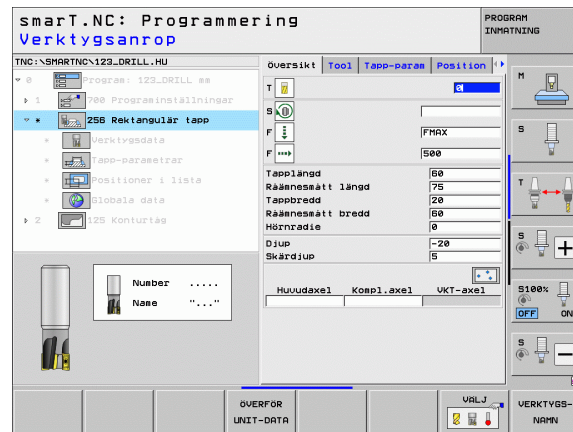 smarT.NC: Programmering
Verktygsanrop
PROGRAM
INMATNING
TNC:\SMARTNC\123_DRILL.HU
0 Program: 123_DRILL mm
1 700 Programinställningar
* 256 Rektangulär tapp
* Verktygsdata
* Tapp-parametrar
* Positioner i lista
* Globala data
2 125 Konturtåg
Number .....
Name "..."
Översikt Tool Tapp-param Position
T 0
S
F FMAX
F 500
Tapplängd 60
Råämnesmått längd 75
Tappbredd 20
Råämnesmått bredd 60
Hörnradie 0
Djup -20
Skärdjup 5
Huvudaxel Kompl.axel VKT-axel
M
S
T
S
S100%
OFF ON
S
ÖVERFÖR
UNIT-DATA
VÄLJ
VERKTYGS-
NAMN